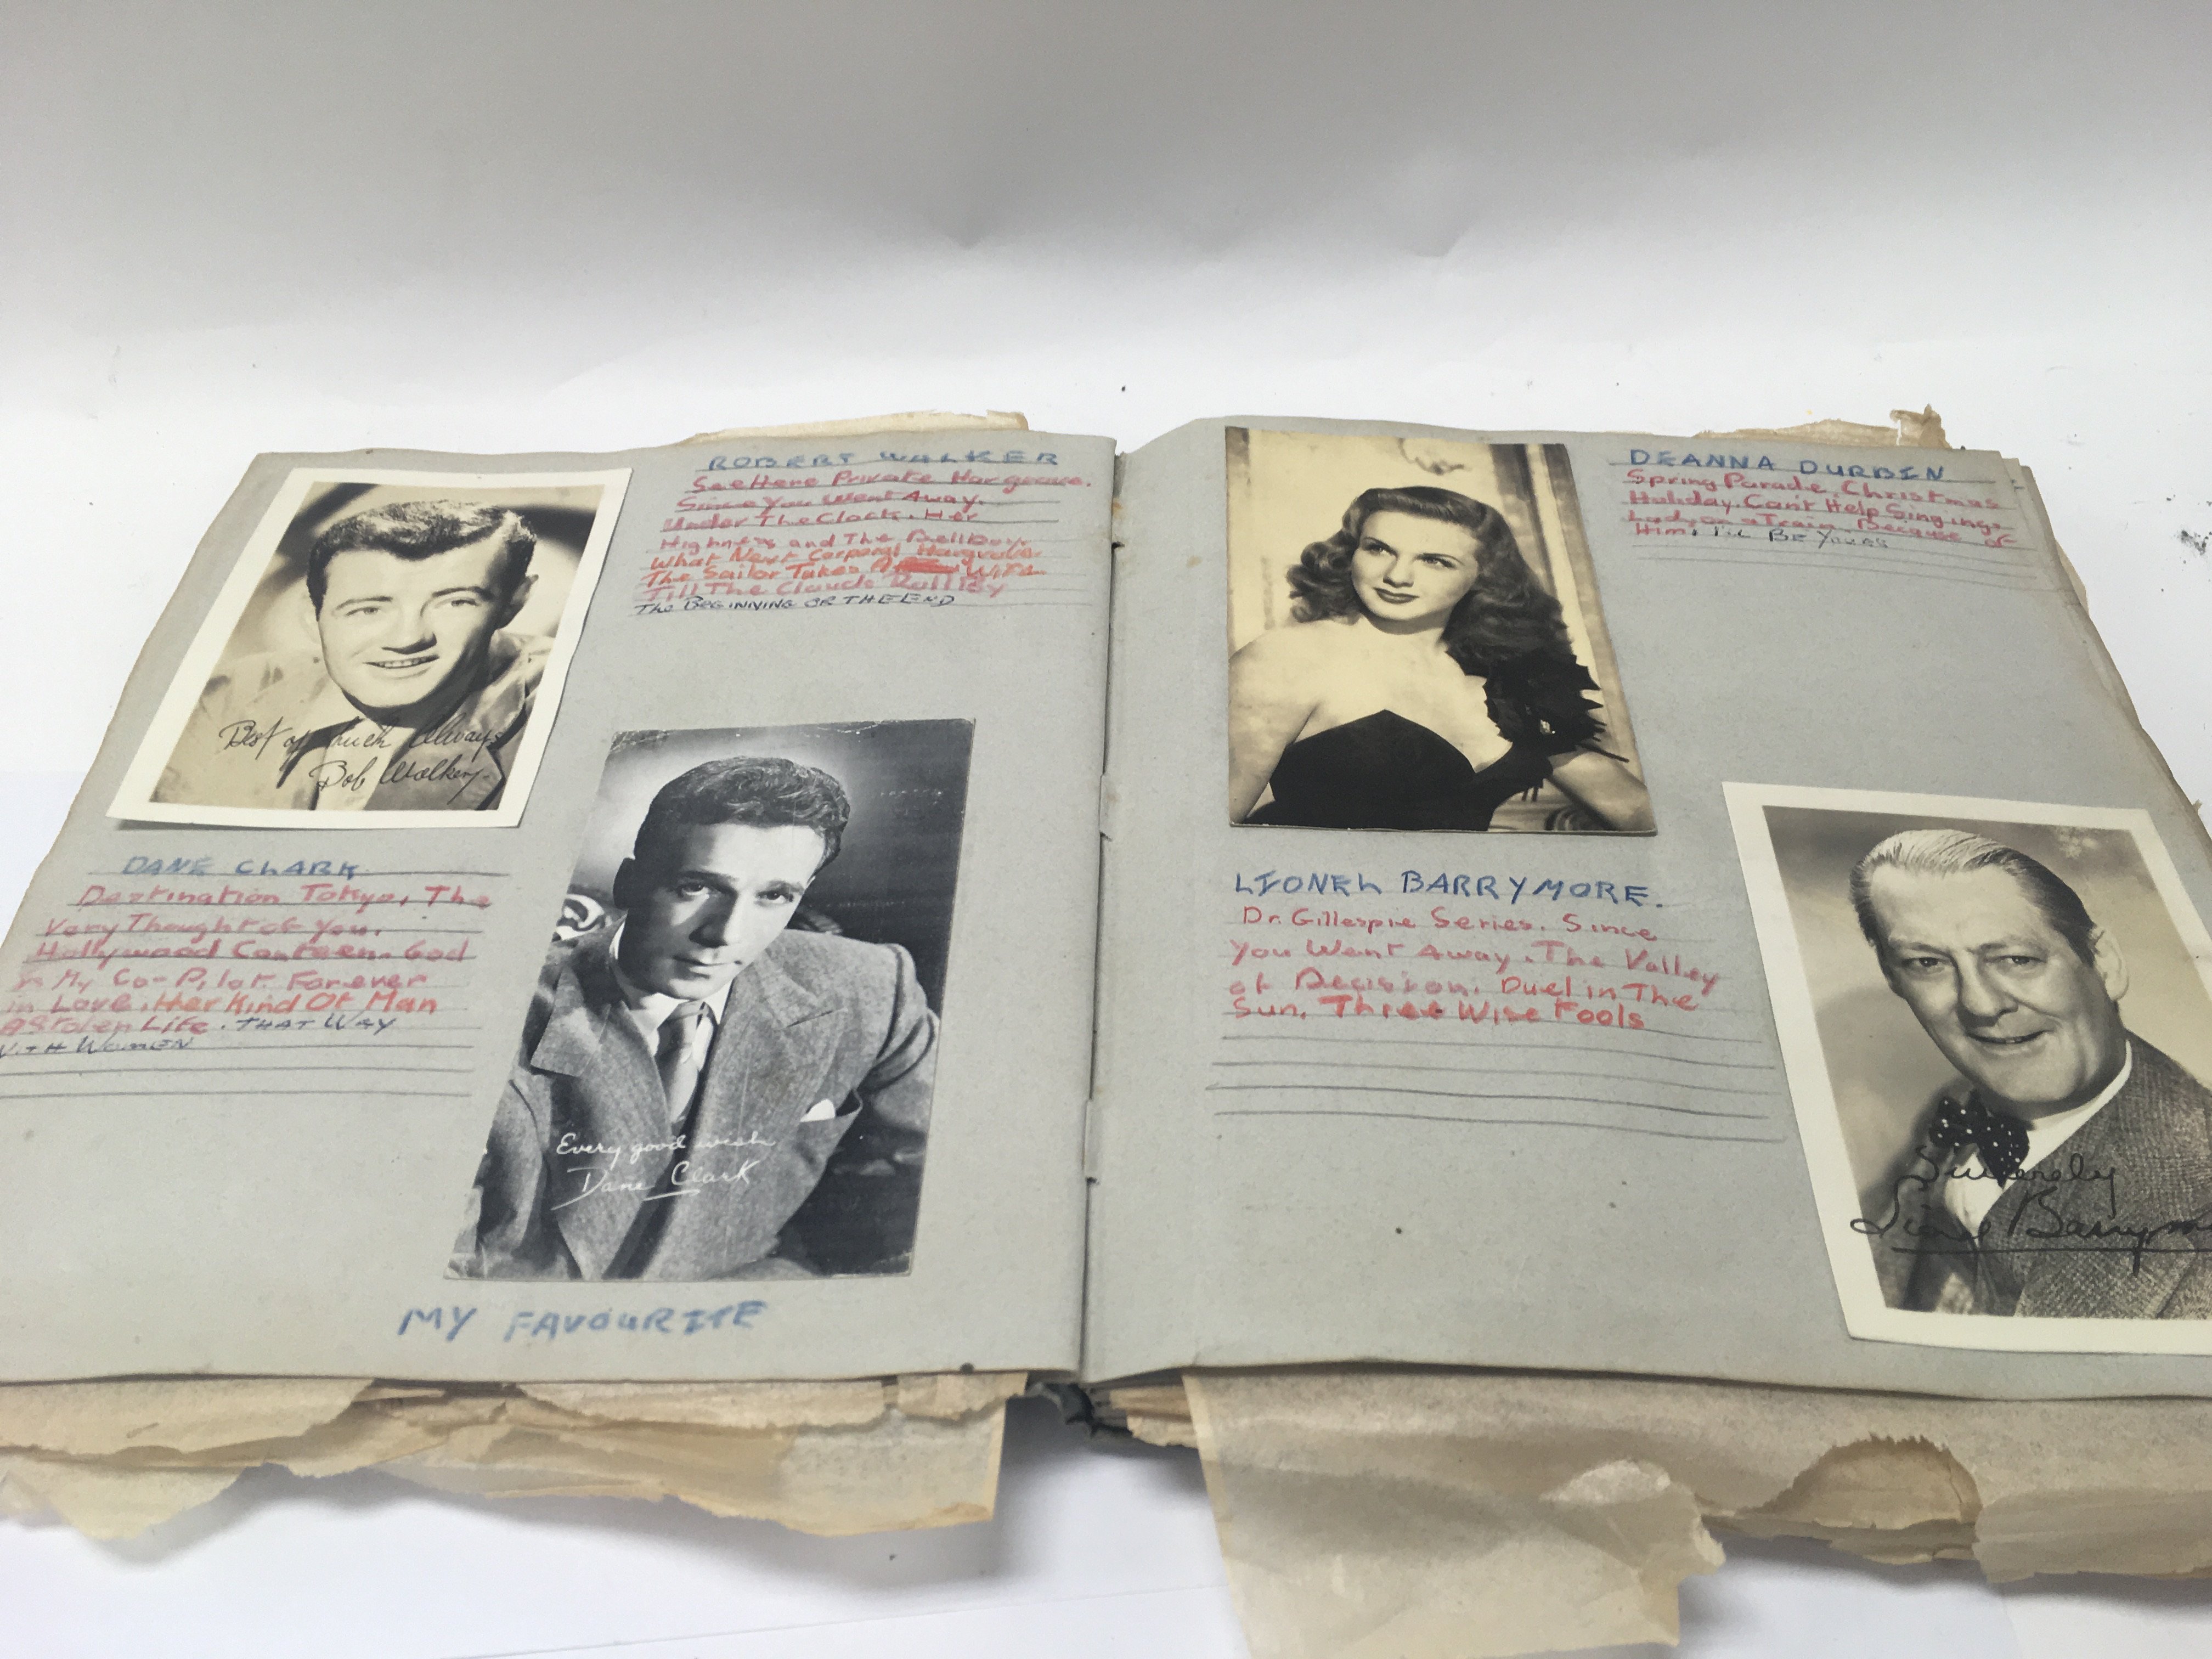 ROBERT WALKER
See Here Private Hargrove.
Since You Went Away.
Under The Clock. Her
Highness and The Bellboy.
What Next Corporal Hargrove.
The Sailor Takes A Wife
Till The Clouds Roll By
The BEGINNING OR THE END
Best of Luck Always
Bob Walker
DANE CLARK
Destination Tokyo, The
Very Thought of You.
Hollywood Canteen. God
is My Co-Pilot. Forever
in Love. Her Kind Of Man
A Stolen Life. THAT WAY
WITH WOMEN
Every good wish
Dane Clark
MY FAVOURITE
DEANNA DURBIN
Spring Parade. Christmas
Holiday. Can't Help Singing.
Lady on a Train. Because of
Him. I'LL BE YOURS
LIONEL BARRYMORE.
Dr. Gillespie Series. Since
You Went Away. The Valley
of Decision. Duel in The
Sun. Three Wise Fools
Sincerely
Lionel Barrym